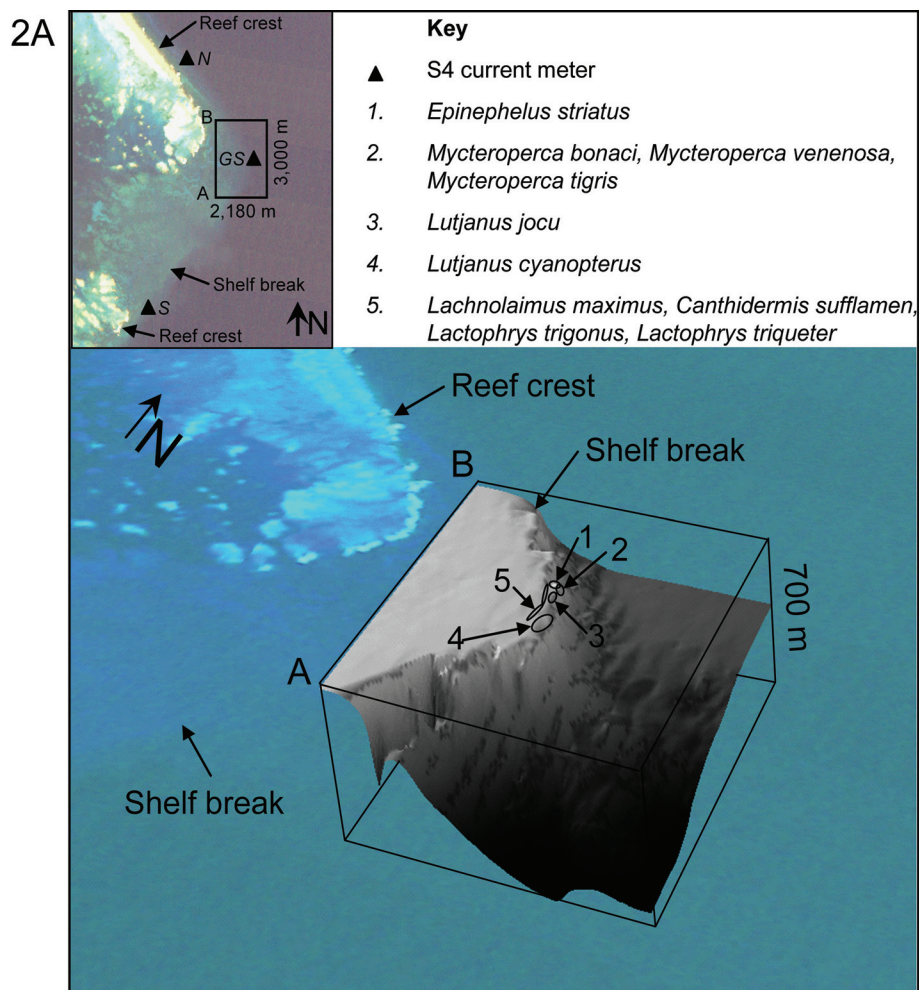 2A
Reef crest
N
B
GS
3,000 m
A
2,180 m
Shelf break
S
Reef crest
N
Key
S4 current meter
1. Epinephelus striatus
2. Mycteroperca bonaci, Mycteroperca venenosa,
Mycteroperca tigris
3. Lutjanus jocu
4. Lutjanus cyanopterus
5. Lachnolaimus maximus, Canthidermis sufflamen,
Lactophrys trigonus, Lactophrys triqueter
N
Reef crest
B
Shelf break
1
2
5
4
3
700 m
A
Shelf break